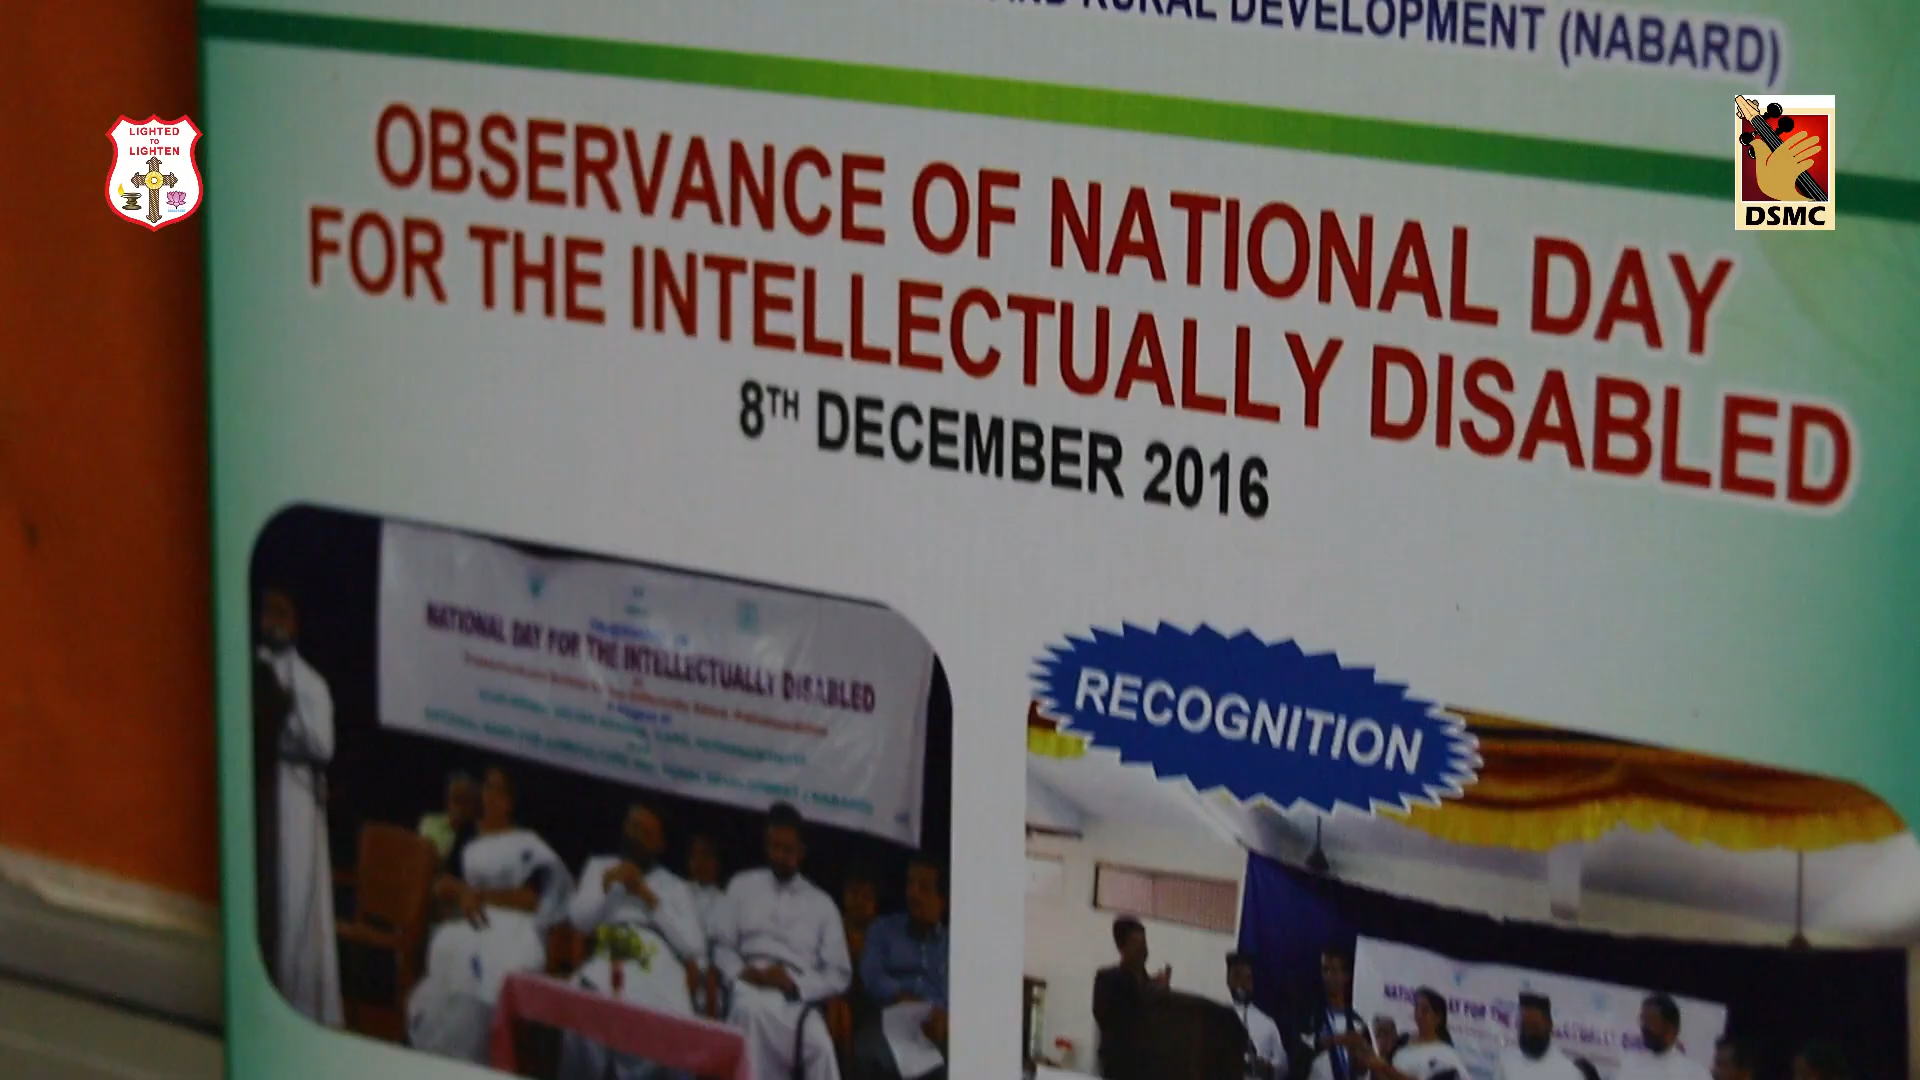 RURAL DEVELOPMENT (NABARD)
LIGHTED
TO
LIGHTEN
DSMC
OBSERVANCE OF NATIONAL DAY
FOR THE INTELLECTUALLY DISABLED
8TH DECEMBER 2016
NATIONAL DAY FOR THE INTELLECTUALLY DISABLED
RECOGNITION